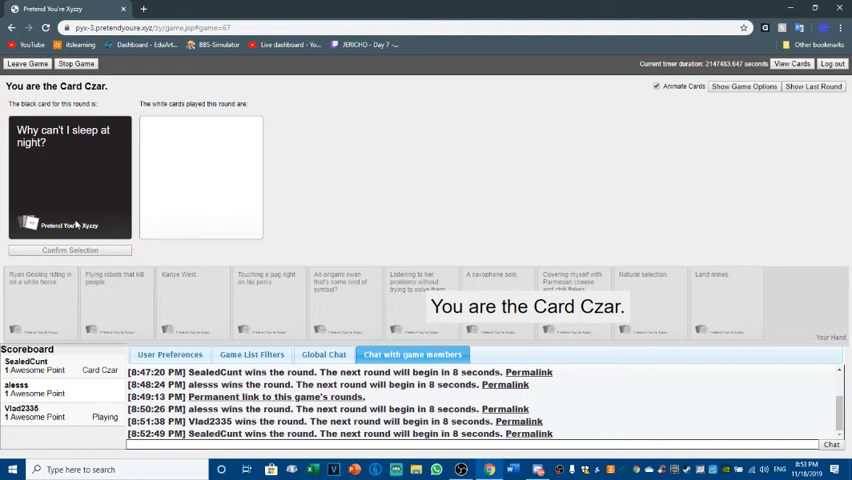 Pretend You're Xyzzy
pyx-3.pretendyoure.xyz/zy/game.jsp#game=67
YouTube
itslearning
Dashboard - EduArt...
BBS-Simulator
Live dashboard - Yo...
JERICHO - Day 7 -...
Other bookmarks
Leave Game
Stop Game
Current timer duration: 2147483.647 seconds
View Cards
Log out
You are the Card Czar.
Animate Cards
Show Game Options
Show Last Round
The black card for this round is:
The white cards played this round are:
Why can't I sleep at
night?
Pretend You're Xyzzy
Confirm Selection
Ryan Gosling riding in
on a white horse.
Flying robots that kill
people.
Kanye West.
Touching a pug right
on his penis.
An origami swan
that's some kind of
symbol?
Listening to her
problems without
trying to solve them.
A saxophone solo.
Covering myself with
Parmesan cheese
and chili flakes
Natural selection.
Land mines.
You are the Card Czar.
Your Hand
Scoreboard
SealedCunt
1 Awesome Point
Card Czar
alesss
1 Awesome Point
Vlad2335
1 Awesome Point
Playing
User Preferences
Game List Filters
Global Chat
Chat with game members
[8:47:20 PM] SealedCunt wins the round. The next round will begin in 8 seconds. Permalink
[8:48:24 PM] alesss wins the round. The next round will begin in 8 seconds. Permalink
[8:49:13 PM] Permanent link to this game's rounds.
[8:50:26 PM] alesss wins the round. The next round will begin in 8 seconds. Permalink
[8:51:38 PM] Vlad2335 wins the round. The next round will begin in 8 seconds. Permalink
[8:52:49 PM] SealedCunt wins the round. The next round will begin in 8 seconds. Permalink
Chat
Type here to search
ENG
8:53 PM
11/18/2019